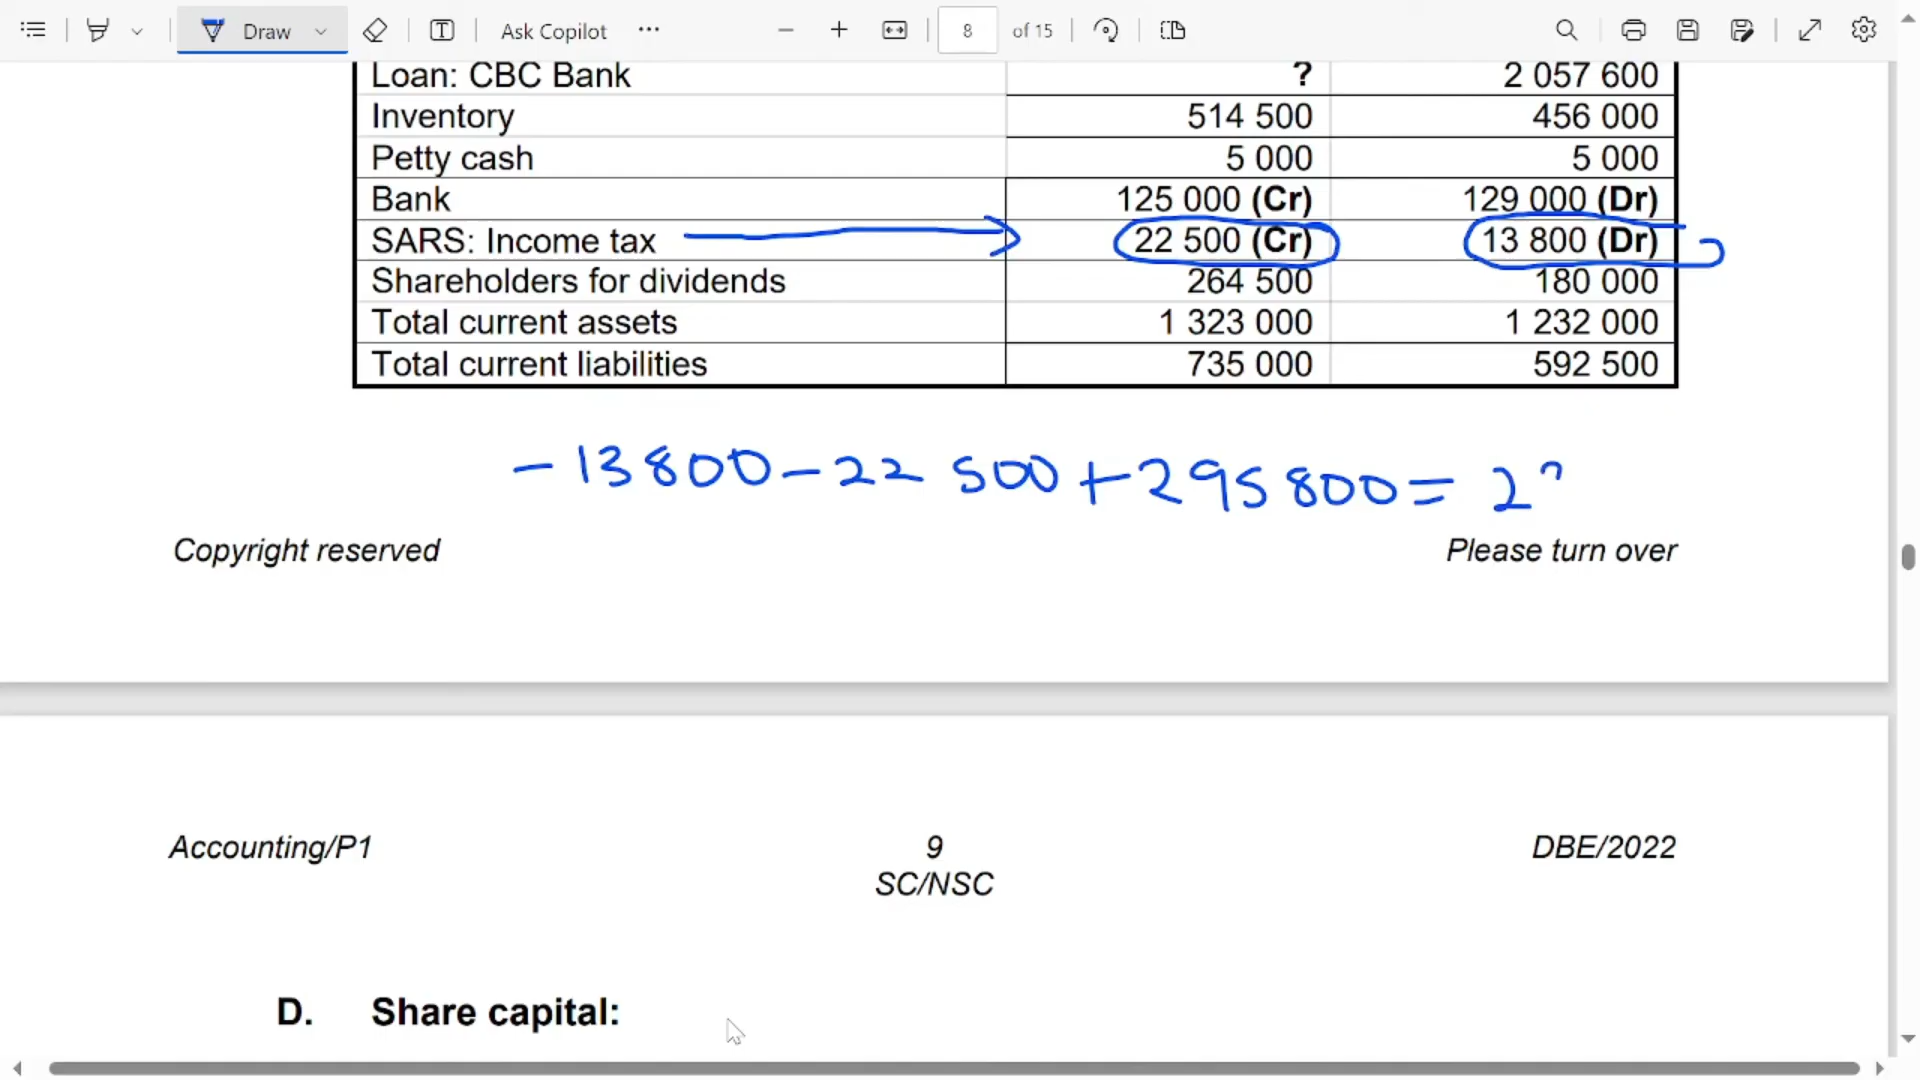 Draw
Ask Copilot
8 of 15
Loan: CBC Bank ? 2 057 600
Inventory 514 500 456 000
Petty cash 5 000 5 000
Bank 125 000 (Cr) 129 000 (Dr)
SARS: Income tax 22 500 (Cr) 13 800 (Dr)
Shareholders for dividends 264 500 180 000
Total current assets 1 323 000 1 232 000
Total current liabilities 735 000 592 500
-13800-22 500+295800= 2
Copyright reserved Please turn over
Accounting/P1 9 DBE/2022
SC/NSC
D. Share capital: